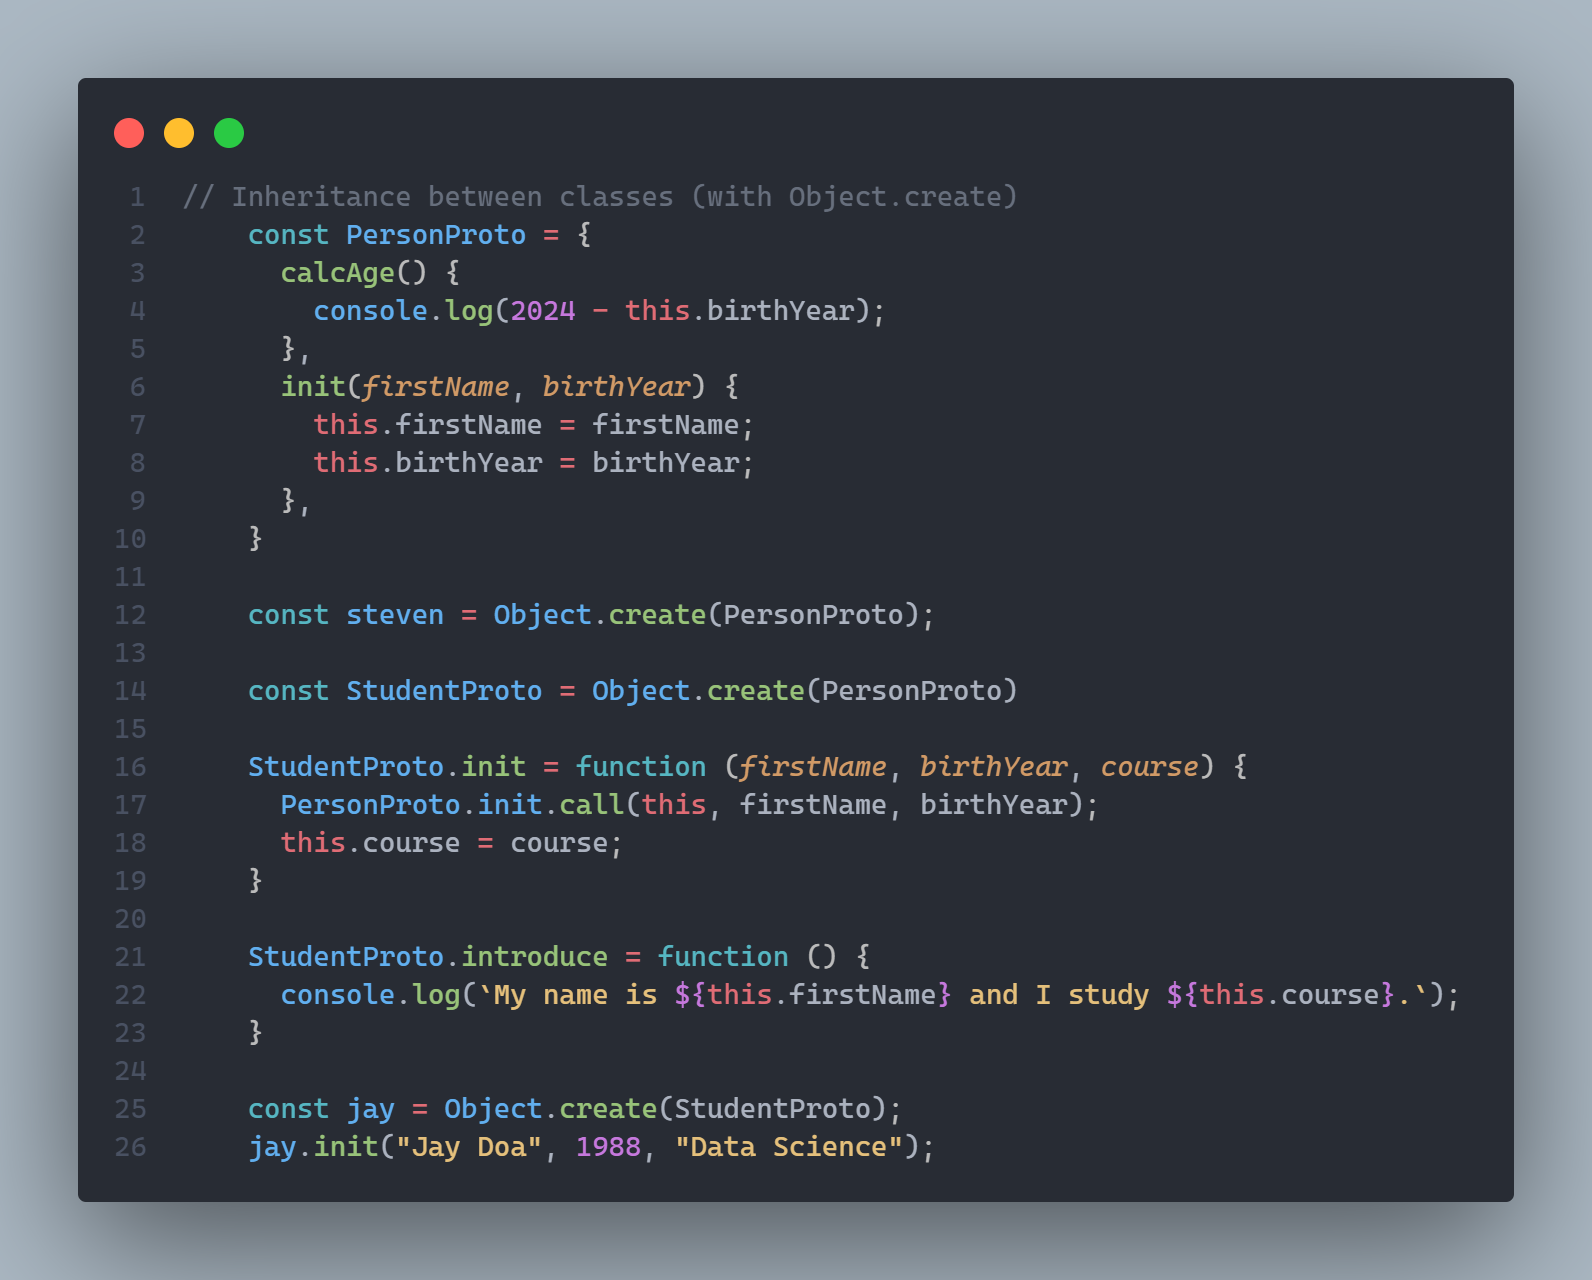 1 // Inheritance between classes (with Object.create)
2     const PersonProto = {
3       calcAge() {
4         console.log(2024 - this.birthYear);
5       },
6       init(firstName, birthYear) {
7         this.firstName = firstName;
8         this.birthYear = birthYear;
9       },
10     }
11
12     const steven = Object.create(PersonProto);
13
14     const StudentProto = Object.create(PersonProto)
15
16     StudentProto.init = function (firstName, birthYear, course) {
17       PersonProto.init.call(this, firstName, birthYear);
18       this.course = course;
19     }
20
21     StudentProto.introduce = function () {
22       console.log(`My name is ${this.firstName} and I study ${this.course}.`);
23     }
24
25     const jay = Object.create(StudentProto);
26     jay.init("Jay Doa", 1988, "Data Science");